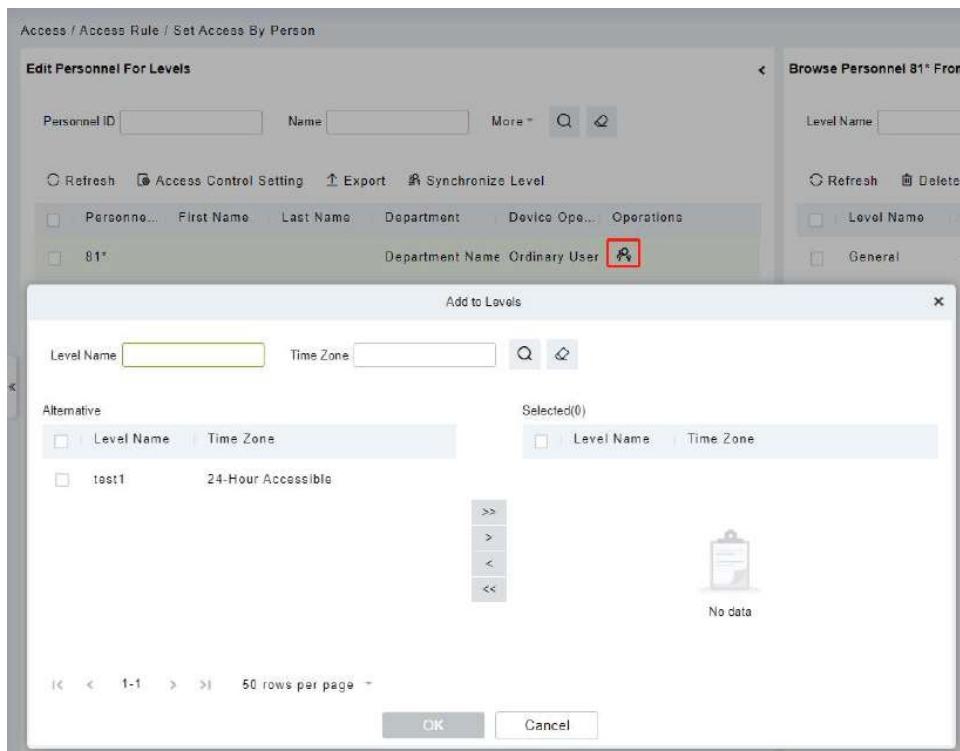 Access / Access Rule / Set Access By Person
Edit Personnel For Levels < Browse Personnel 81* From
Personnel ID Name More Level Name
Refresh Access Control Setting Export Synchronize Level Refresh Delete
Personne... First Name Last Name Department Device Ope... Operations Level Name
81* Department Name Ordinary User General
Add to Levels ×
Level Name Time Zone
«
Alternative Selected(0)
Level Name Time Zone Level Name Time Zone
test1 24-Hour Accessible
>>
>
<
<<
No data
|< < 1-1 > >| 50 rows per page
OK Cancel